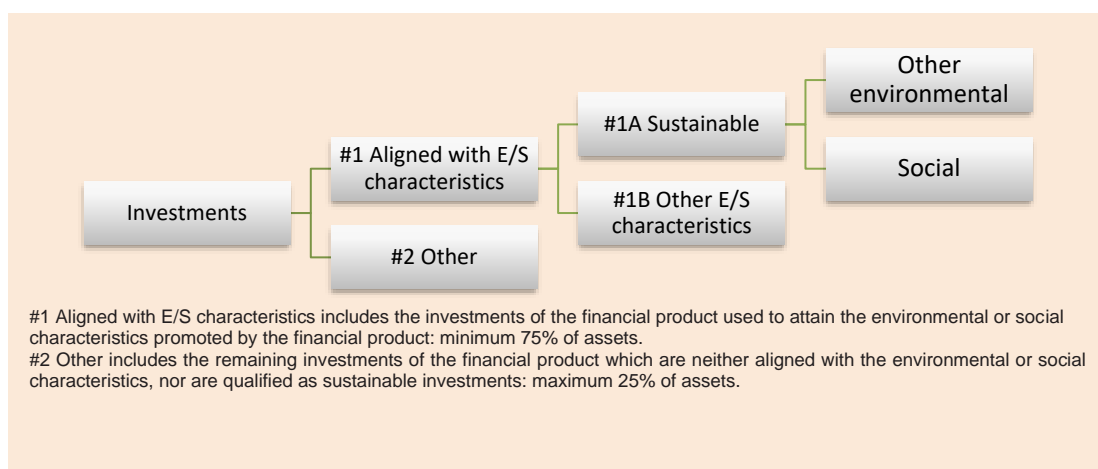 Other
environmental
#1A Sustainable
#1 Aligned with E/S
characteristics
Social
Investments
#1B Other E/S
characteristics
#2 Other
#1 Aligned with E/S characteristics includes the investments of the financial product used to attain the environmental or social
characteristics promoted by the financial product: minimum 75% of assets.
#2 Other includes the remaining investments of the financial product which are neither aligned with the environmental or social
characteristics, nor are qualified as sustainable investments: maximum 25% of assets.